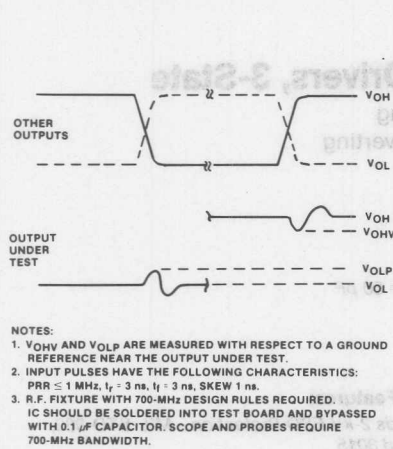 OTHER
OUTPUTS
VOH
VOL
OUTPUT
UNDER
TEST
VOH
VOHV
VOLP
VOL
NOTES:
1. VOHV AND VOLP ARE MEASURED WITH RESPECT TO A GROUND
REFERENCE NEAR THE OUTPUT UNDER TEST.
2. INPUT PULSES HAVE THE FOLLOWING CHARACTERISTICS:
PRR ≤ 1 MHz, tr = 3 ns, tf = 3 ns, SKEW 1 ns.
3. R.F. FIXTURE WITH 700-MHz DESIGN RULES REQUIRED.
IC SHOULD BE SOLDERED INTO TEST BOARD AND BYPASSED
WITH 0.1 μF CAPACITOR. SCOPE AND PROBES REQUIRE
700-MHz BANDWIDTH.